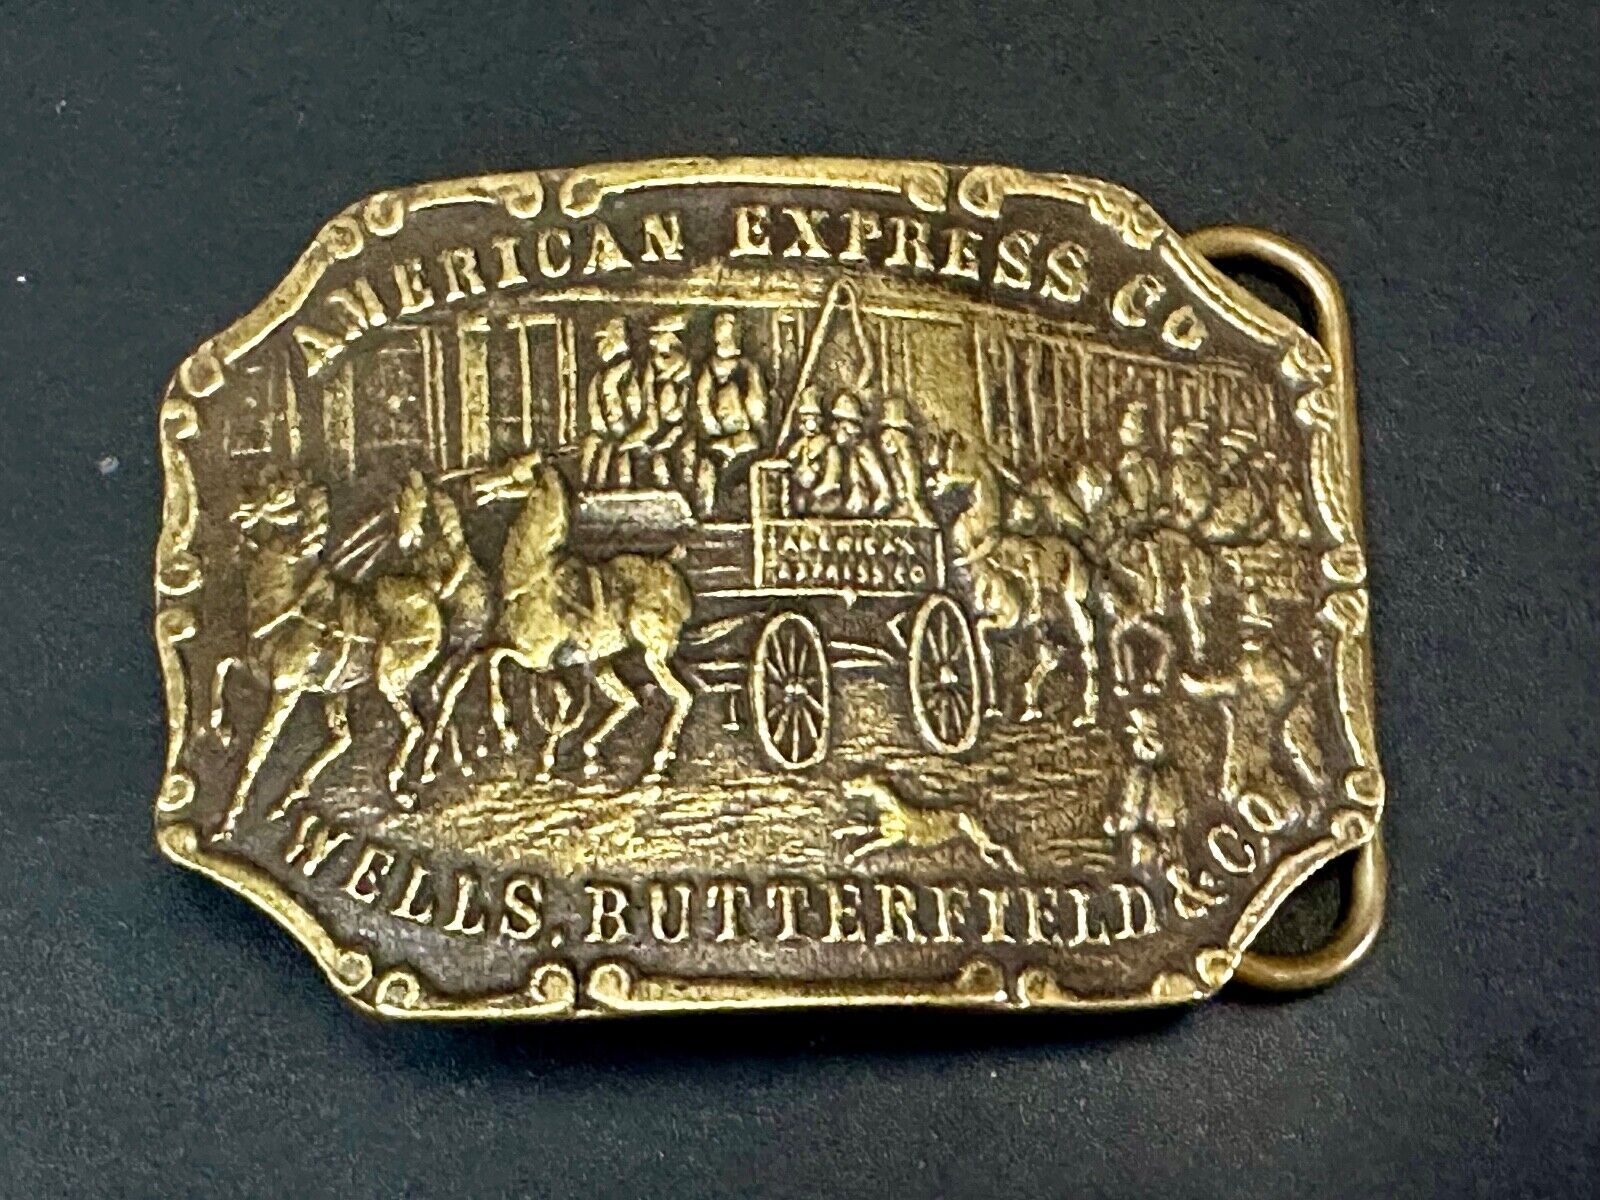 AMERICAN EXPRESS CO
AMERICAN
EXPRESS CO
WELLS, BUTTERFIELD & CO